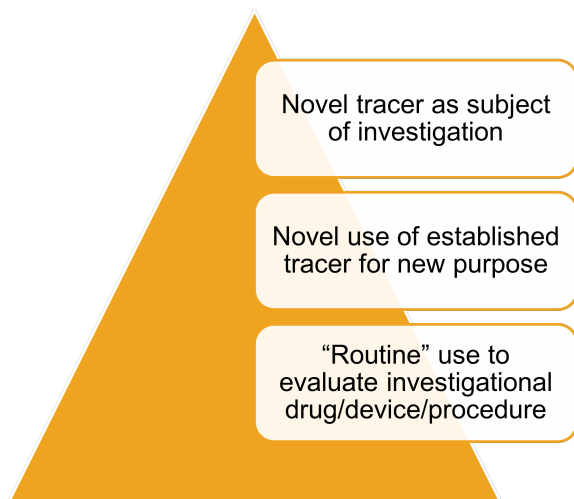 Novel tracer as subject
of investigation
Novel use of established
tracer for new purpose
“Routine” use to
evaluate investigational
drug/device/procedure